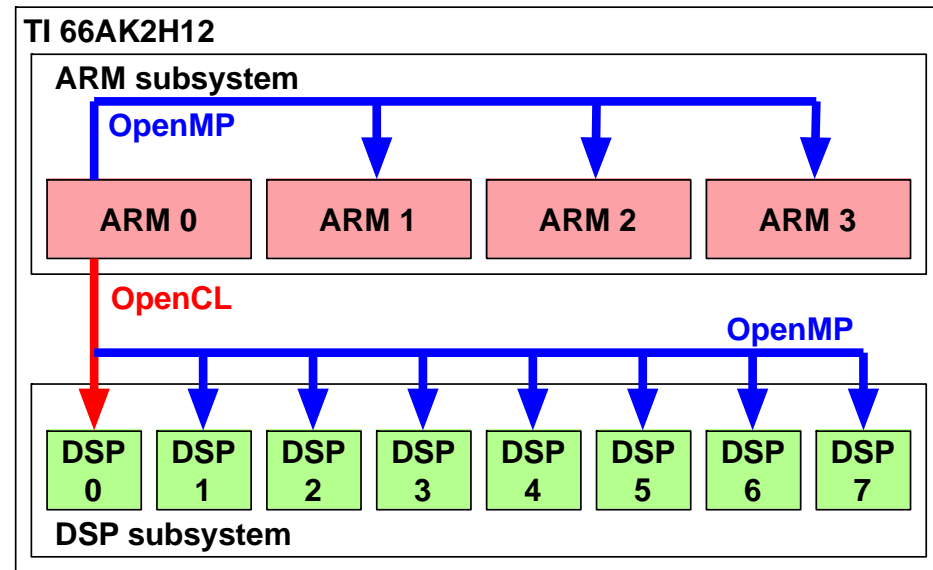 TI 66AK2H12
ARM subsystem
OpenMP
ARM 0
ARM 1
ARM 2
ARM 3
OpenCL
OpenMP
DSP
0
DSP
1
DSP
2
DSP
3
DSP
4
DSP
5
DSP
6
DSP
7
DSP subsystem